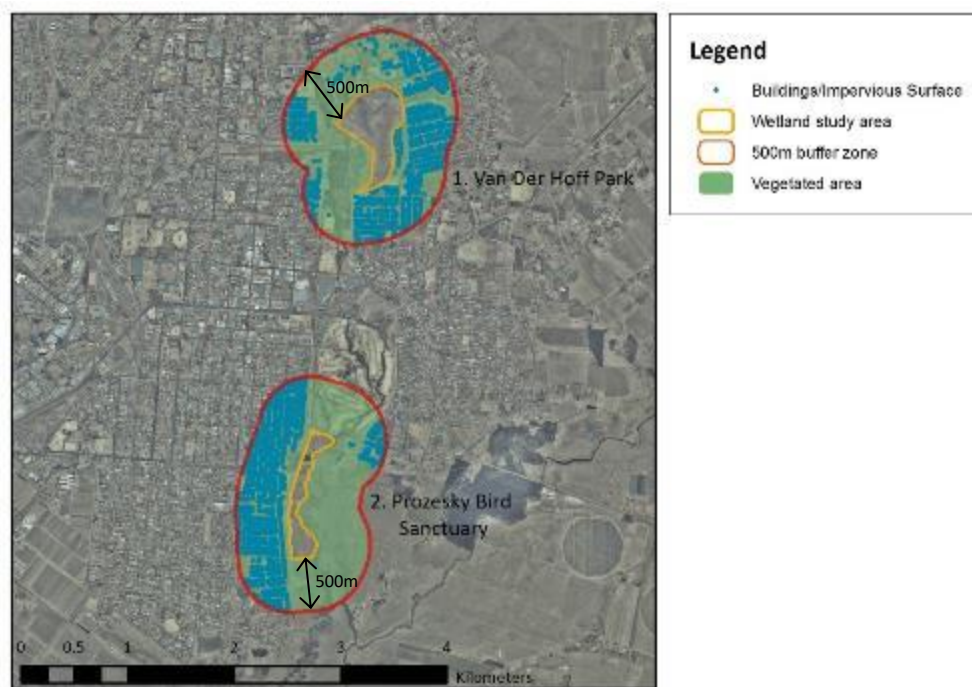 500m
1. Van Der Hoff Park
2. Prozesky Bird
Sanctuary
500m
0 0.5 1 2 3 4
Kilometers
Legend
Buildings/Impervious Surface
Wetland study area
500m buffer zone
Vegetated area